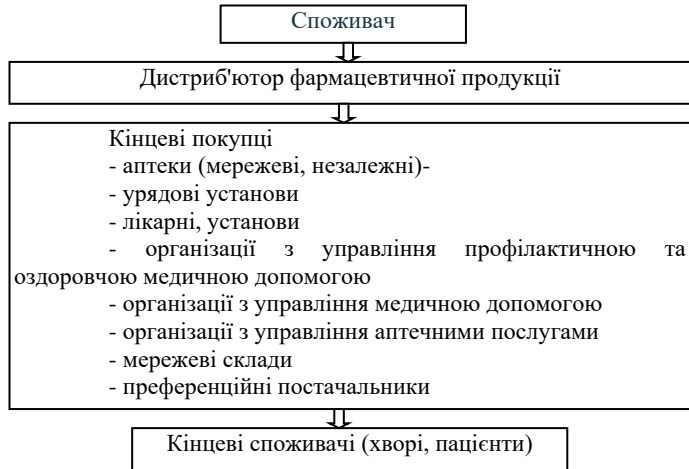 Споживач
Дистриб'ютор фармацевтичної продукції
Кінцеві покупці
- аптеки (мережеві, незалежні)-
- урядові установи
- лікарні, установи
- організації з управління профілактичною та
оздоровчою медичною допомогою
- організації з управління медичною допомогою
- організації з управління аптечними послугами
- мережеві склади
- преференційні постачальники
Кінцеві споживачі (хворі, пацієнти)